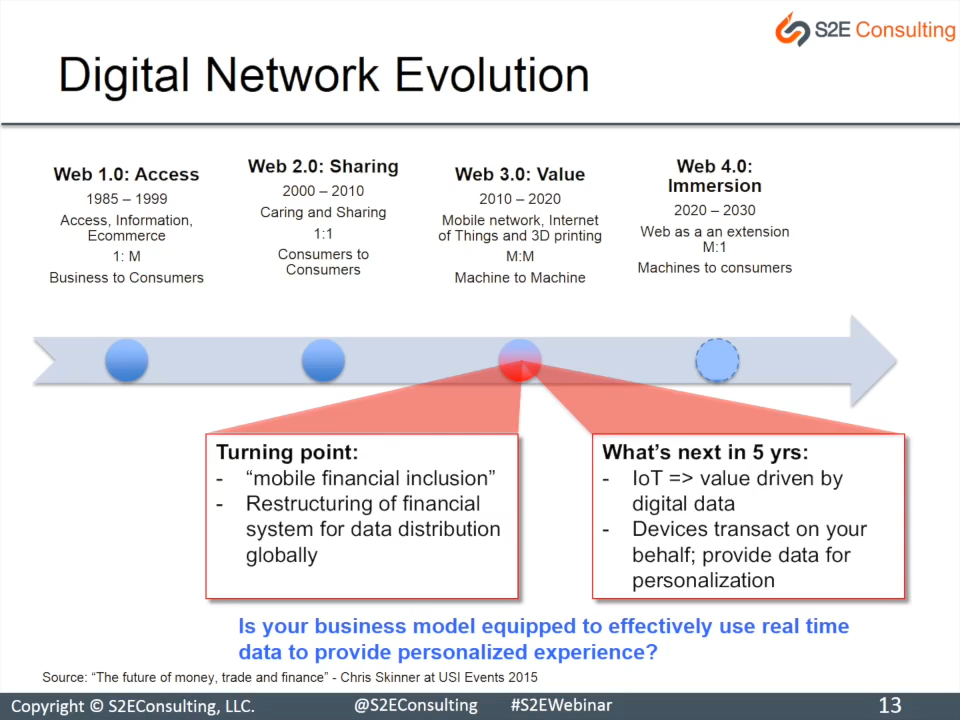 S2E Consulting
Digital Network Evolution
Web 1.0: Access
1985 – 1999
Access, Information,
Ecommerce
1: M
Business to Consumers
Web 2.0: Sharing
2000 – 2010
Caring and Sharing
1:1
Consumers to
Consumers
Web 3.0: Value
2010 – 2020
Mobile network, Internet
of Things and 3D printing
M:M
Machine to Machine
Web 4.0:
Immersion
2020 – 2030
Web as a an extension
M:1
Machines to consumers
Turning point:
- “mobile financial inclusion”
- Restructuring of financial
system for data distribution
globally
What’s next in 5 yrs:
- IoT => value driven by
digital data
- Devices transact on your
behalf; provide data for
personalization
Is your business model equipped to effectively use real time
data to provide personalized experience?
Source: “The future of money, trade and finance” - Chris Skinner at USI Events 2015
Copyright © S2EConsulting, LLC. @S2EConsulting #S2EWebinar 13